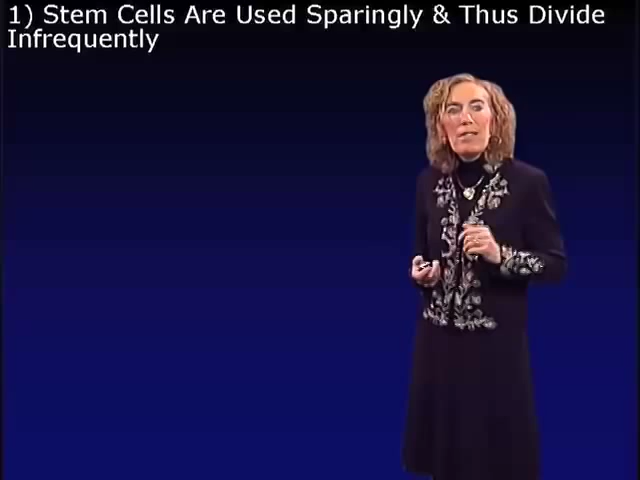 1) Stem Cells Are Used Sparingly & Thus Divide
Infrequently